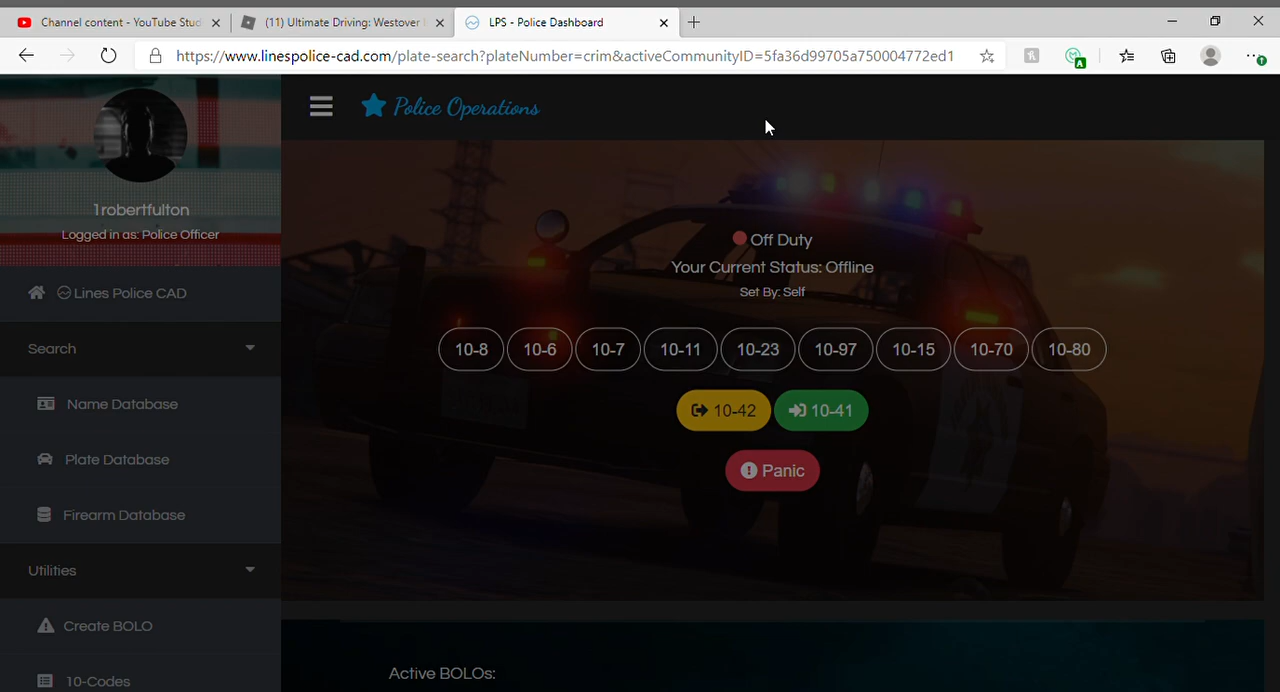 Channel content - YouTube Stud
(11) Ultimate Driving: Westover
LPS - Police Dashboard
https://www.linespolice-cad.com/plate-search?plateNumber=crim&activeCommunityID=5fa36d99705a750004772ed1
Police Operations
1robertfulton
Logged in as: Police Officer
Lines Police CAD
Search
Name Database
Plate Database
Firearm Database
Utilities
Create BOLO
10-Codes
Off Duty
Your Current Status: Offline
Set By: Self
10-8 10-6 10-7 10-11 10-23 10-97 10-15 10-70 10-80
10-42 10-41
Panic
Active BOLOs: